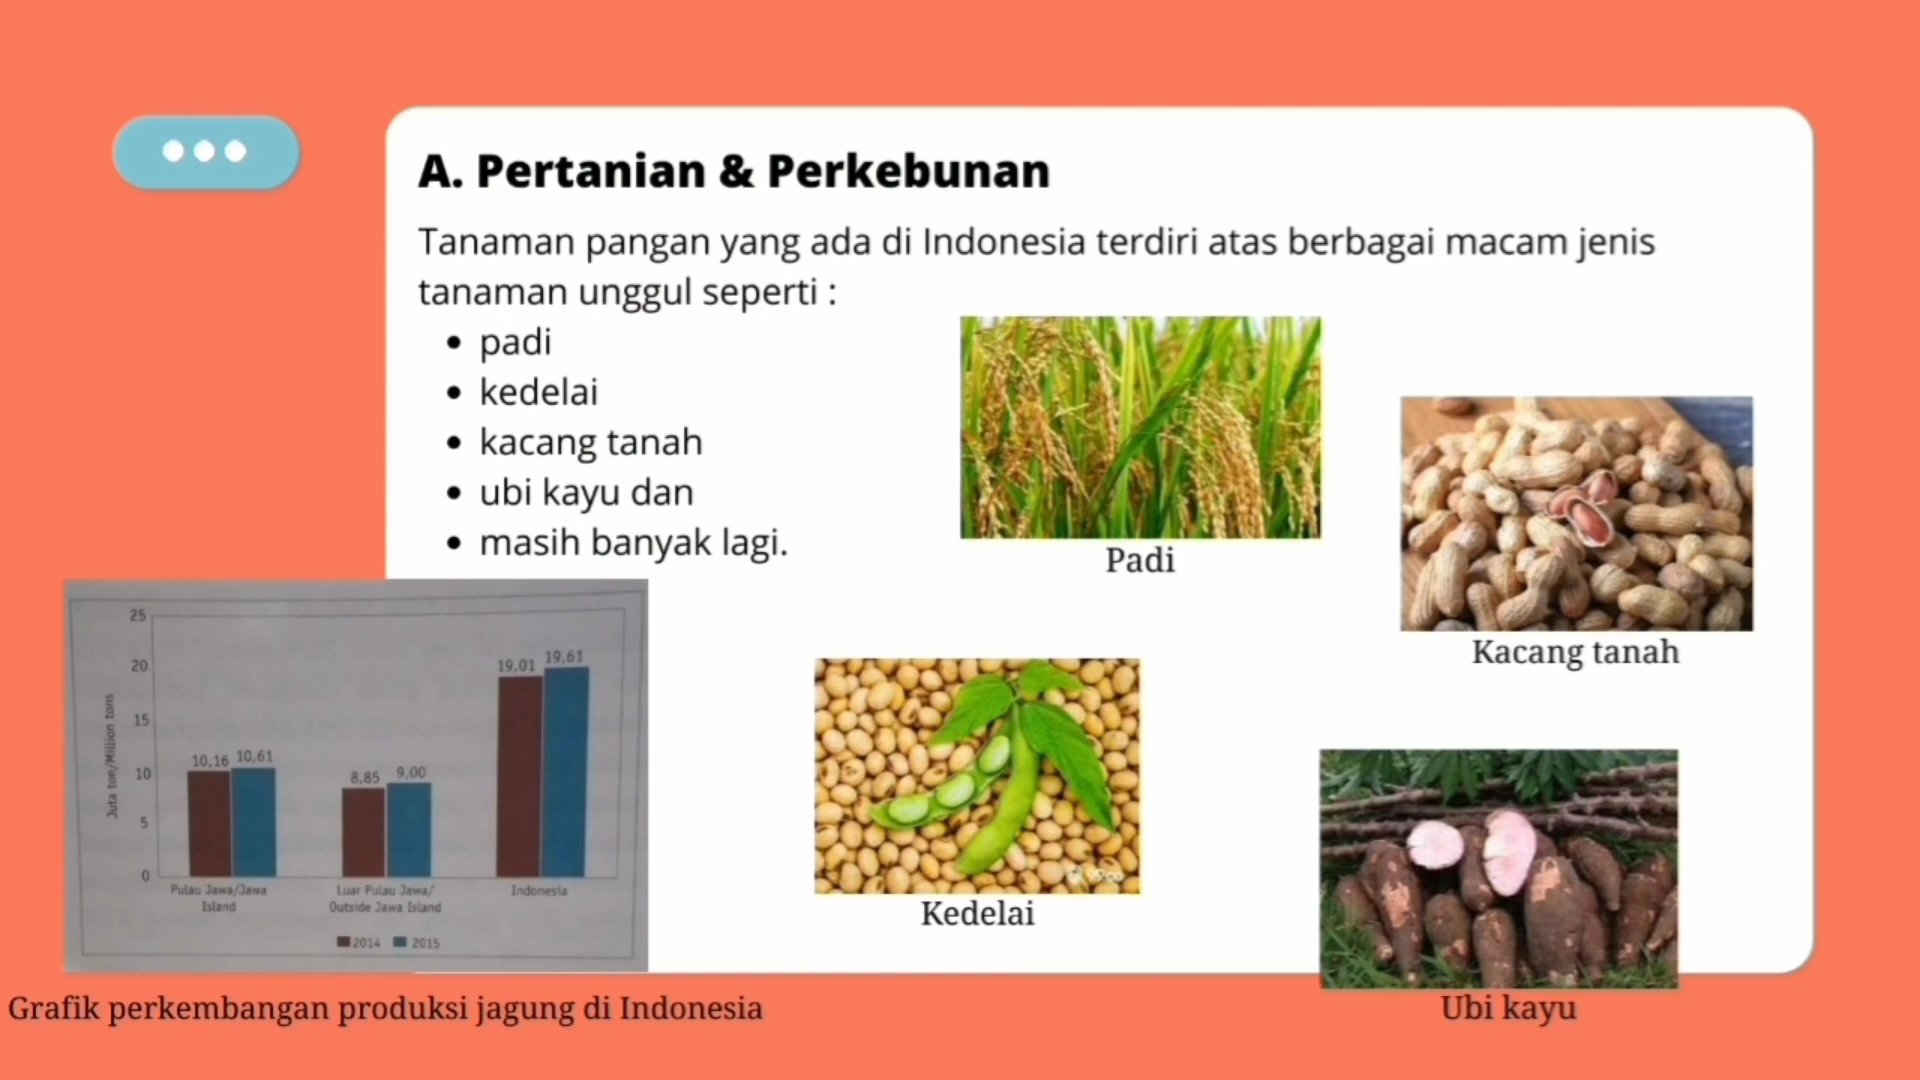 A. Pertanian & Perkebunan
Tanaman pangan yang ada di Indonesia terdiri atas berbagai macam jenis
tanaman unggul seperti :
• padi
• kedelai
• kacang tanah
• ubi kayu dan
• masih banyak lagi.
Padi
Kacang tanah
Kedelai
Ubi kayu
Juta ton/Million tons
25
20
15
10
5
0
10,16 10,61
8,85 9,00
19,01 19,61
Pulau Jawa/Jawa
Island
Luar Pulau Jawa/
Outside Jawa Island
Indonesia
2014 2015
Grafik perkembangan produksi jagung di Indonesia